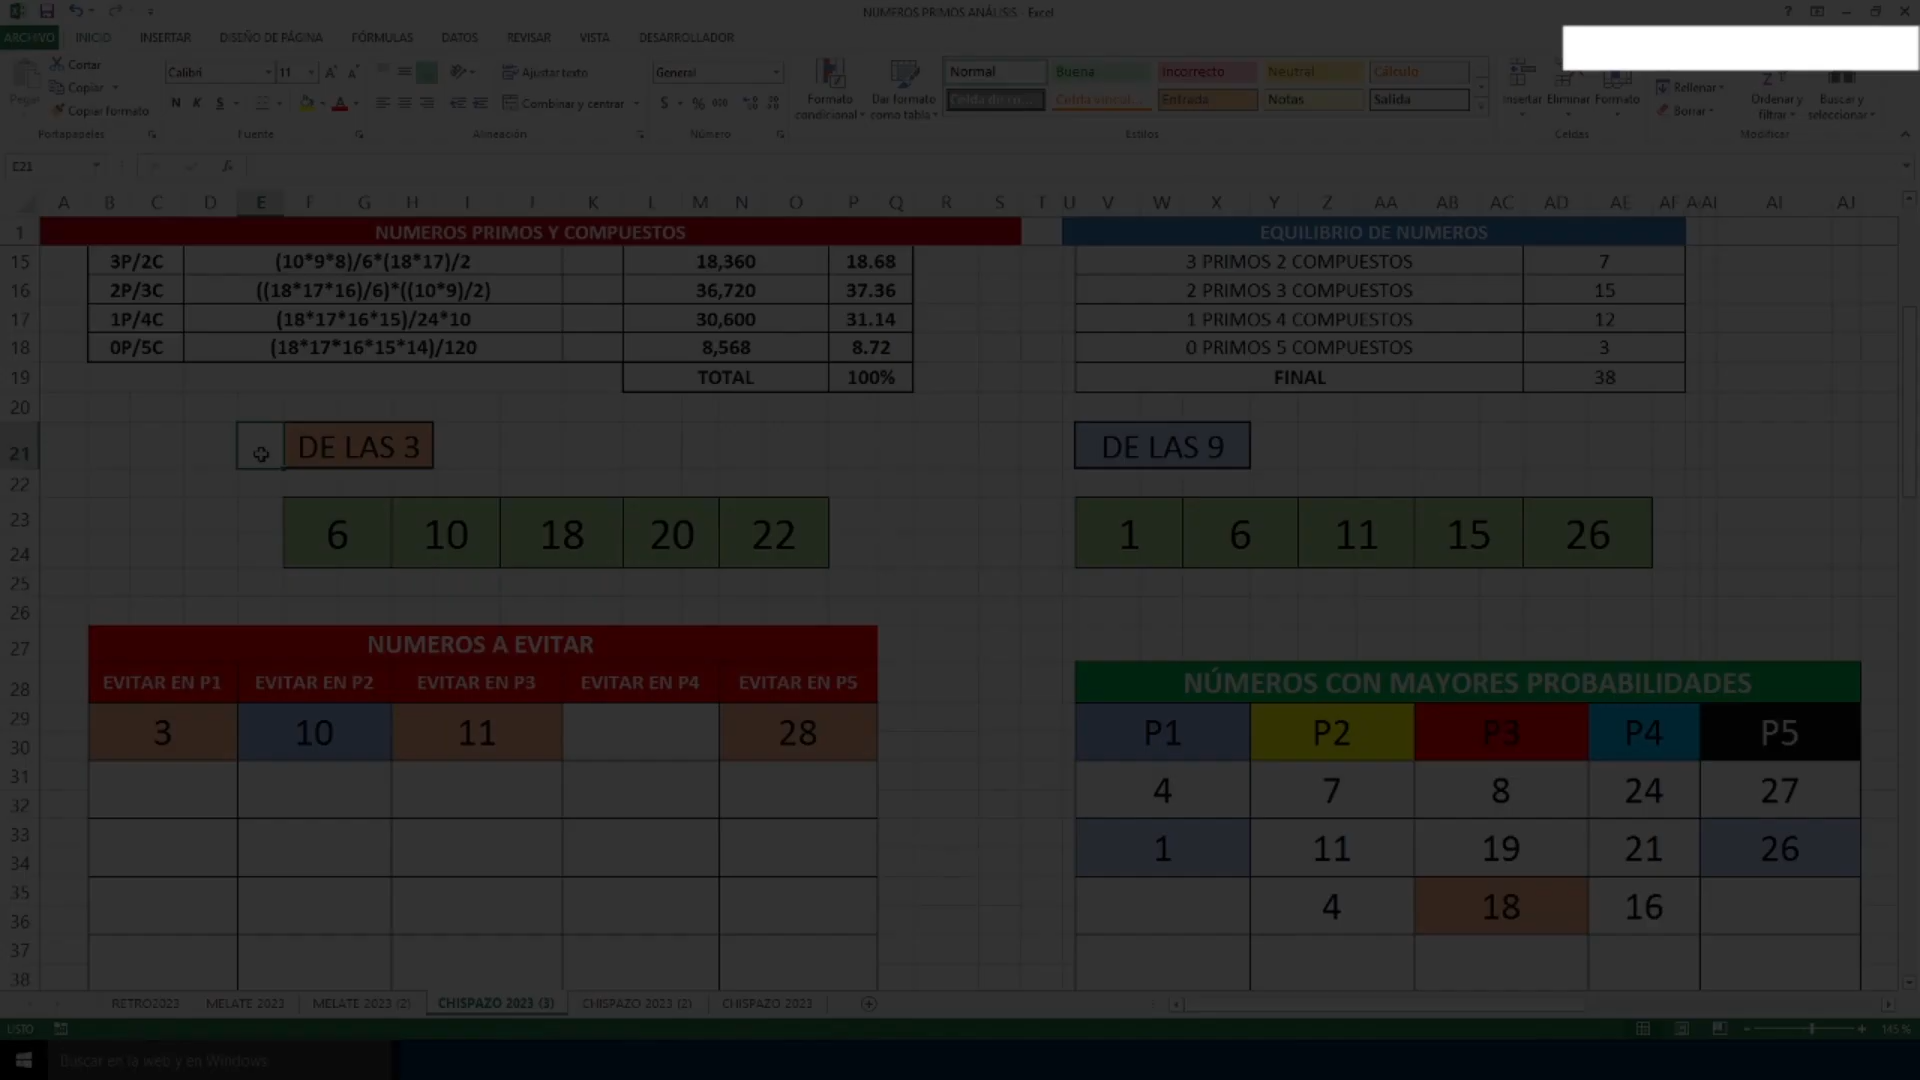 NUMEROS PRIMOS ANÁLISIS - Excel
ARCHIVO INICIO INSERTAR DISEÑO DE PÁGINA FÓRMULAS DATOS REVISAR VISTA DESARROLLADOR
Pegar
Cortar
Copiar
Copiar formato
Portapapeles
Calibri 11
N K S
Fuente
Ajustar texto
Combinar y centrar
Alineación
General
$ % 000
Número
Formato condicional
Dar formato como tabla
Normal Buena Incorrecto Neutral Cálculo
Celda de co... Celda vincul... Entrada Notas Salida
Estilos
Insertar Eliminar Formato
Celdas
Rellenar
Borrar
Ordenar y filtrar
Buscar y seleccionar
Modificar
E21
fx
A B C D E F G H I J K L M N O P Q R S T U V W X Y Z AA AB AC AD AE AF AI AJ
1 NUMEROS PRIMOS Y COMPUESTOS EQUILIBRIO DE NUMEROS
15 3P/2C (10*9*8)/6*(18*17)/2 18,360 18.68 3 PRIMOS 2 COMPUESTOS 7
16 2P/3C ((18*17*16)/6)*((10*9)/2) 36,720 37.36 2 PRIMOS 3 COMPUESTOS 15
17 1P/4C (18*17*16*15)/24*10 30,600 31.14 1 PRIMOS 4 COMPUESTOS 12
18 0P/5C (18*17*16*15*14)/120 8,568 8.72 0 PRIMOS 5 COMPUESTOS 3
19 TOTAL 100% FINAL 38
20
21 DE LAS 3 DE LAS 9
22
23 6 10 18 20 22 1 6 11 15 26
24
25
26
27 NUMEROS A EVITAR
28 EVITAR EN P1 EVITAR EN P2 EVITAR EN P3 EVITAR EN P4 EVITAR EN P5 NÚMEROS CON MAYORES PROBABILIDADES
29 3 10 11 28 P1 P2 P3 P4 P5
30
31 4 7 8 24 27
32
33 1 11 19 21 26
34
35 4 18 16
36
37
38
RETRO2023 MELATE 2023 MELATE 2023 (2) CHISPAZO 2023 (3) CHISPAZO 2023 (2) CHISPAZO 2023
LISTO 145 %
Buscar en la web y en Windows